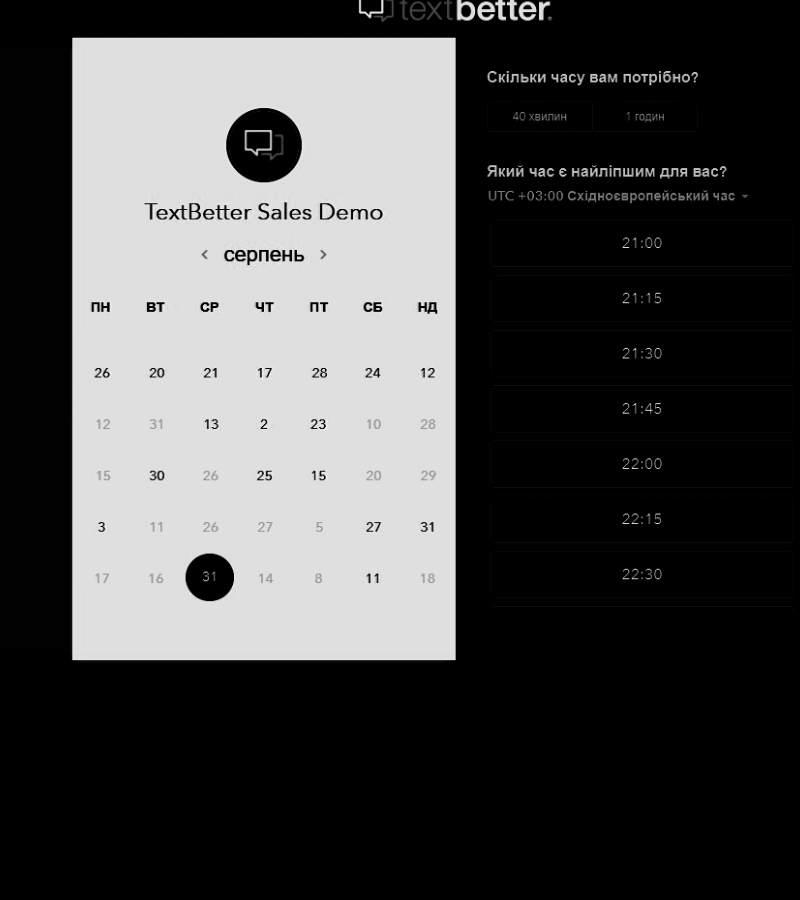 textbetter.
TextBetter Sales Demo
‹ серпень ›
ПН ВТ СР ЧТ ПТ СБ НД
26 20 21 17 28 24 12
12 31 13 2 23 10 28
15 30 26 25 15 20 29
3 11 26 27 5 27 31
17 16 31 14 8 11 18
Скільки часу вам потрібно?
40 хвилин 1 годин
Який час є найліпшим для вас?
UTC +03:00 Східноєвропейський час
21:00
21:15
21:30
21:45
22:00
22:15
22:30